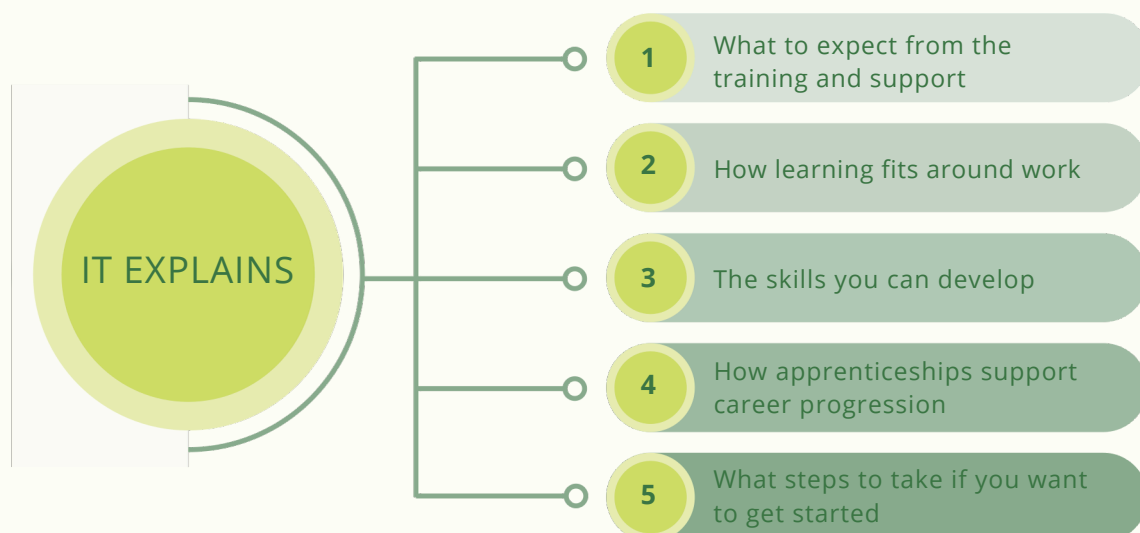 IT EXPLAINS
1
What to expect from the
training and support
2
How learning fits around work
3
The skills you can develop
4
How apprenticeships support
career progression
5
What steps to take if you want
to get started